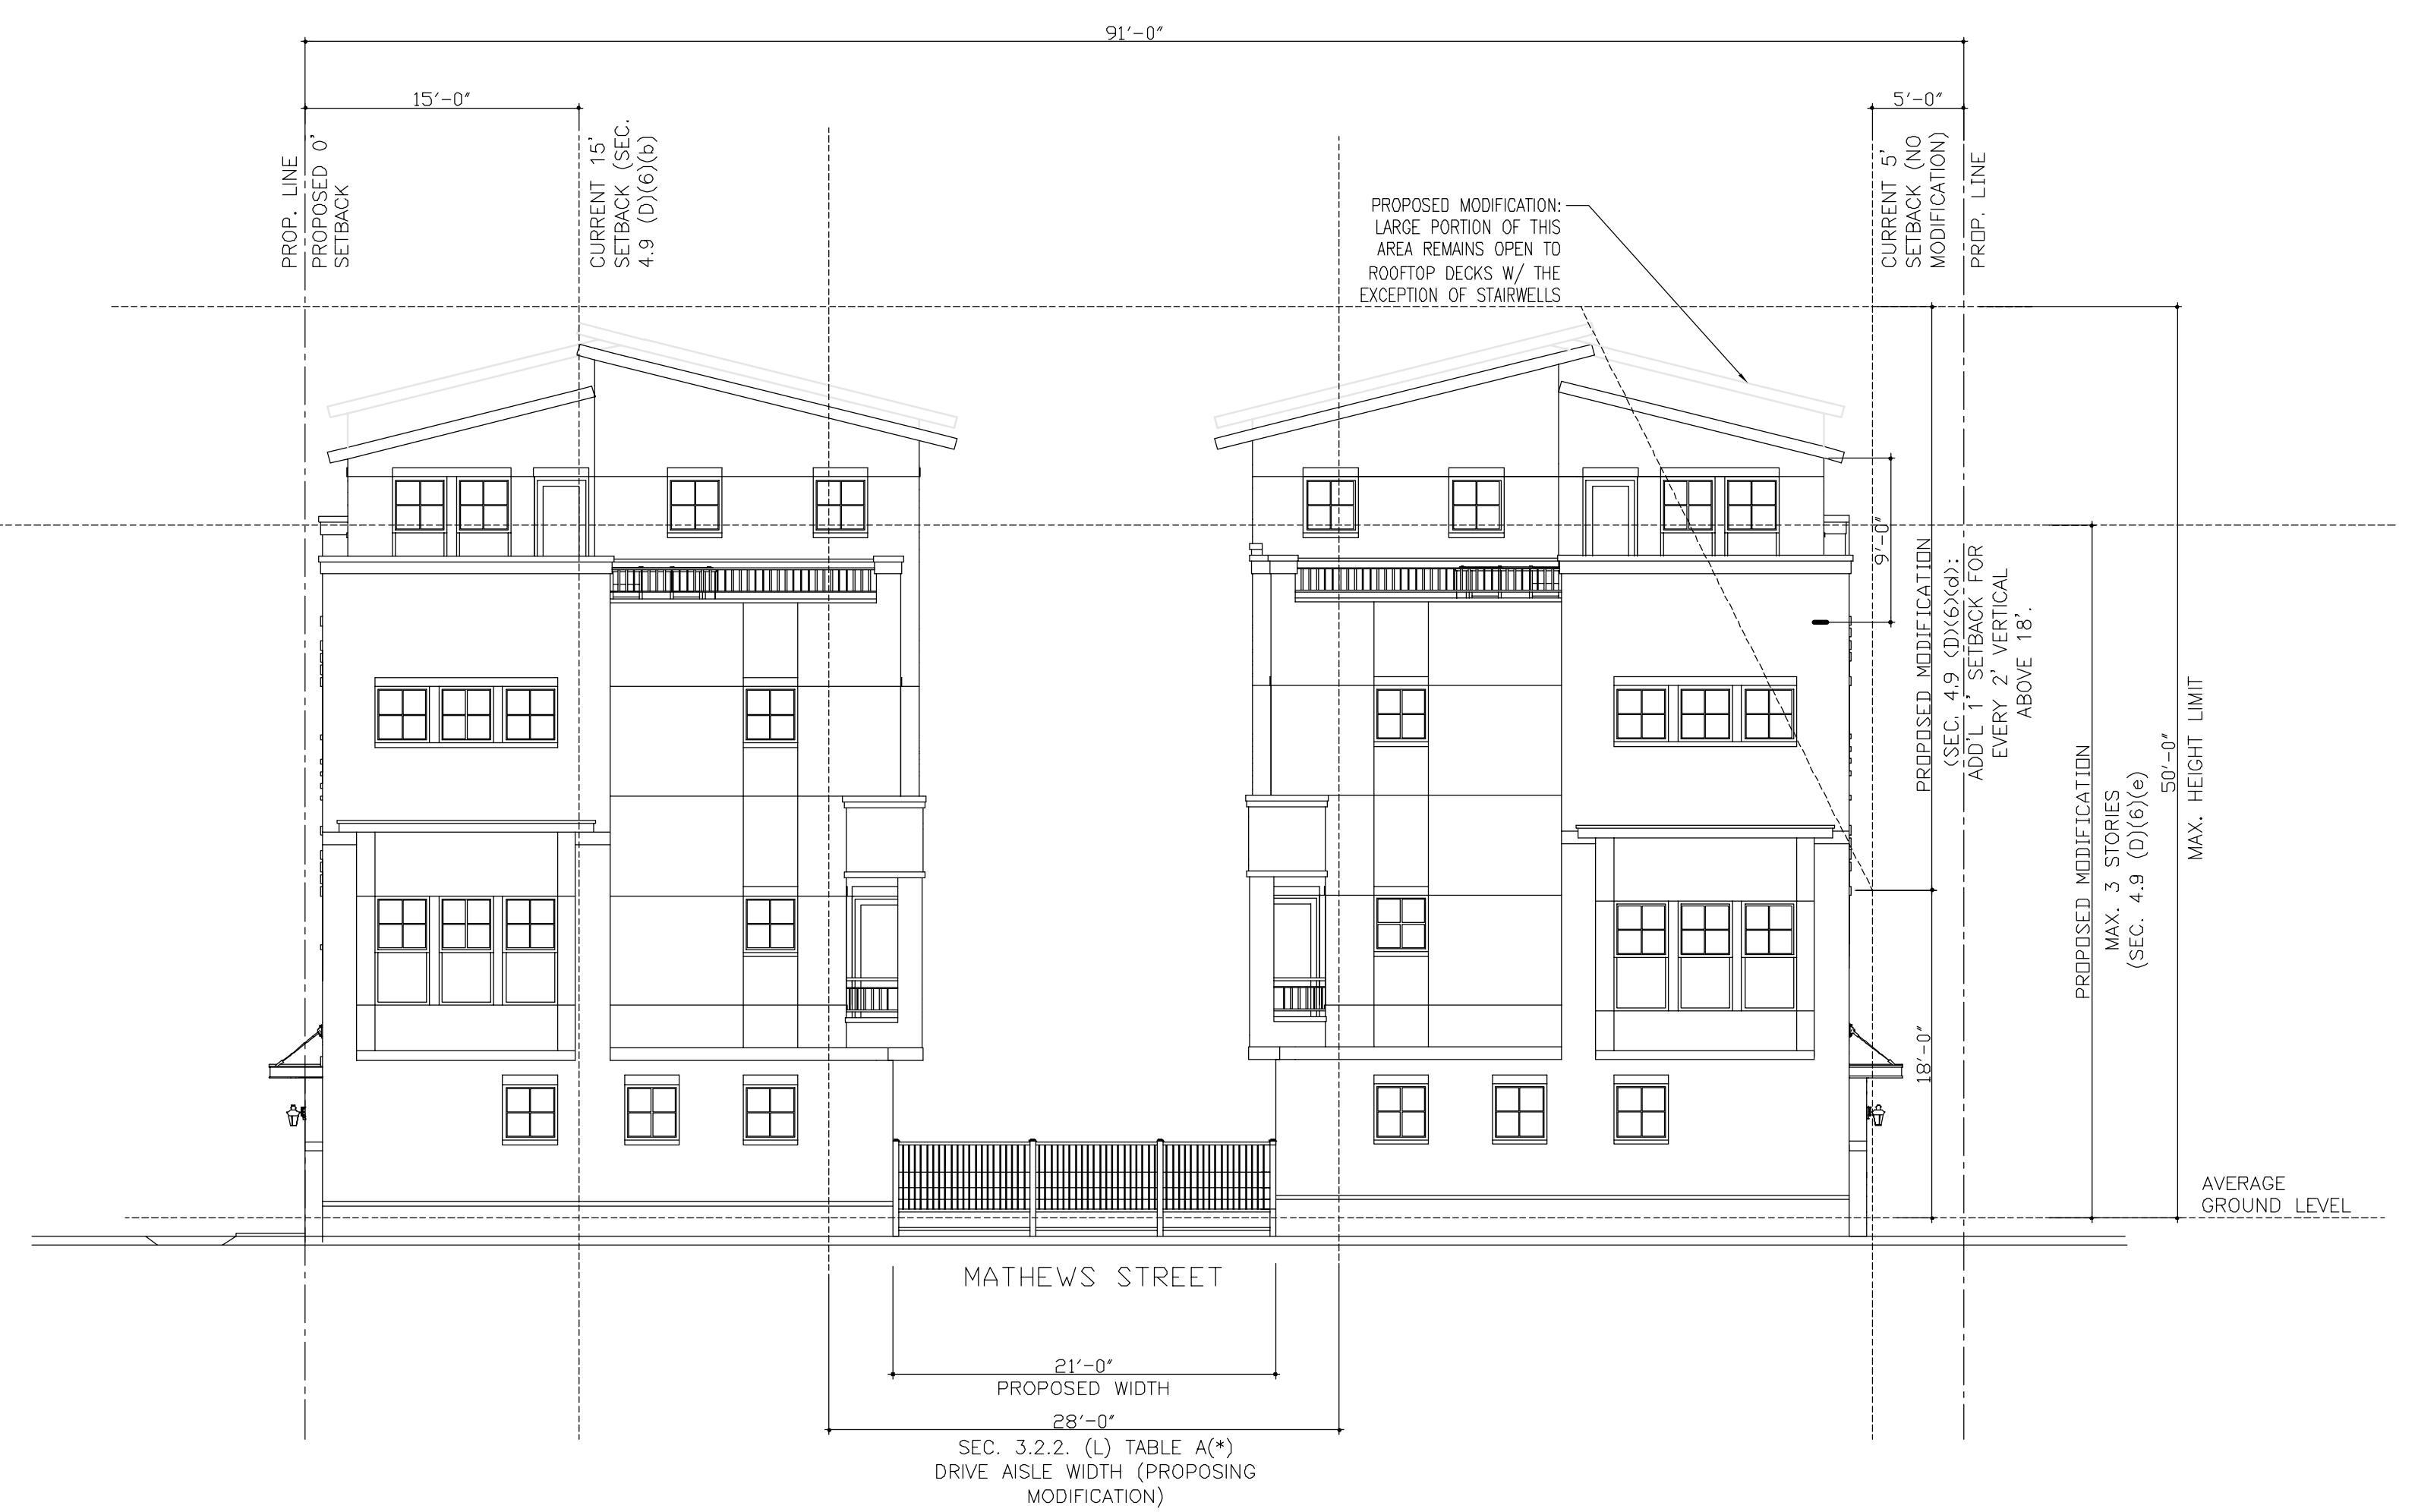 91'-0"
15'-0"
5'-0"
PROP. LINE
PROPOSED 0'
SETBACK
CURRENT 15'
SETBACK (SEC.
4.9 (D)(6)(b)
PROPOSED MODIFICATION:
LARGE PORTION OF THIS
AREA REMAINS OPEN TO
ROOFTOP DECKS W/ THE
EXCEPTION OF STAIRWELLS
CURRENT 5'
SETBACK (NO
MODIFICATION)
PROP. LINE
9'-0"
PROPOSED MODIFICATION
(SEC. 4.9 (D)(6)(d):
ADD'L 1' SETBACK FOR
EVERY 2' VERTICAL
ABOVE 18'.
18'-0"
PROPOSED MODIFICATION
MAX. 3 STORIES
(SEC. 4.9 (D)(6)(e)
50'-0"
MAX. HEIGHT LIMIT
AVERAGE
GROUND LEVEL
MATHEWS STREET
21'-0"
PROPOSED WIDTH
28'-0"
SEC. 3.2.2. (L) TABLE A(*)
DRIVE AISLE WIDTH (PROPOSING
MODIFICATION)